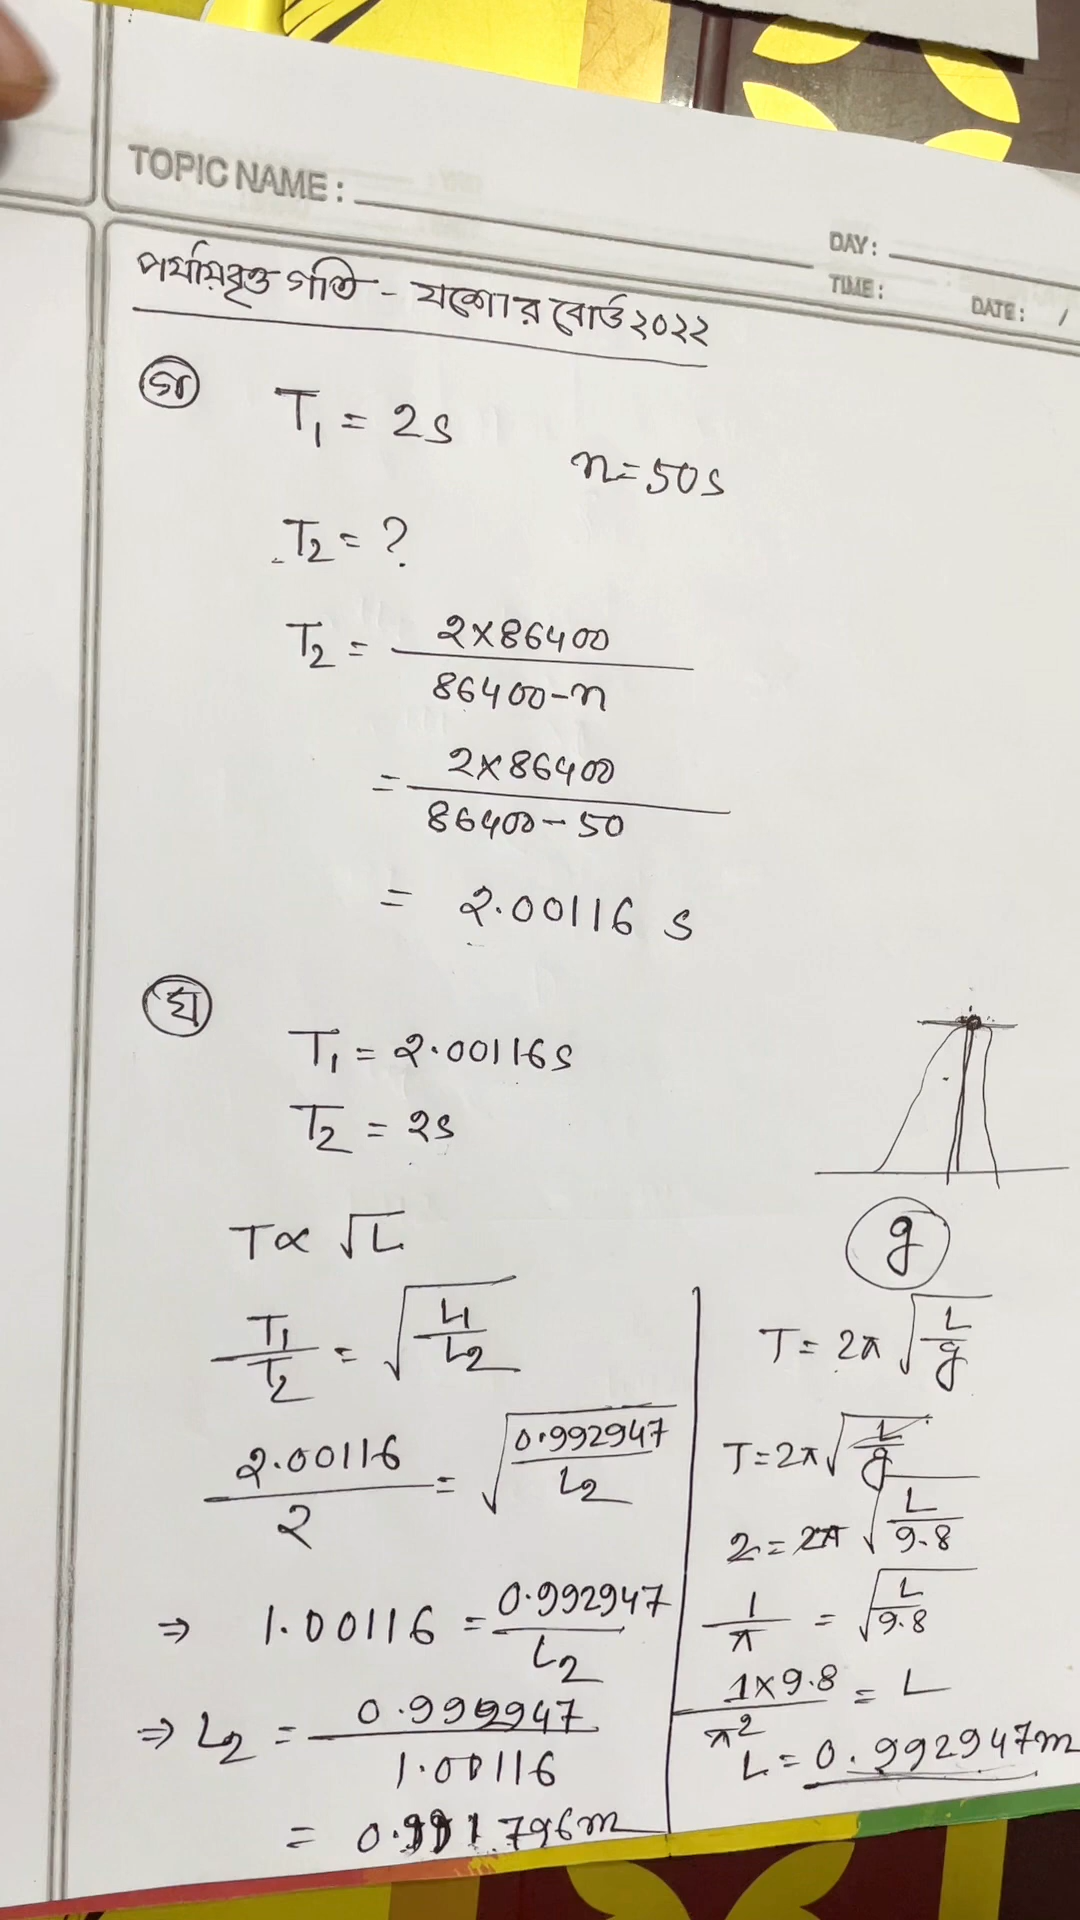 TOPIC NAME :
DAY :
TIME :
DATE : /
পর্যায়বৃত্ত গতি - যশোর বোর্ড ২০২২
গ
T₁ = 2s
n = 50s
T₂ = ?
T₂ = 2×86400 / 86400-n
= 2×86400 / 86400-50
= 2.00116 s
ঘ
T₁ = 2.00116s
T₂ = 2s
T ∝ √L
T₁/T₂ = √(L₁/L₂)
2.00116/2 = √(0.992947/L₂)
⇒ 1.00116 = 0.992947/L₂
⇒ L₂ = 0.992947/1.00116
= 0.991796m
g
T = 2π√(L/g)
T = 2π√(L/g)
2 = 2π√(L/9.8)
1/π = √(L/9.8)
1×9.8/π² = L
L = 0.992947m